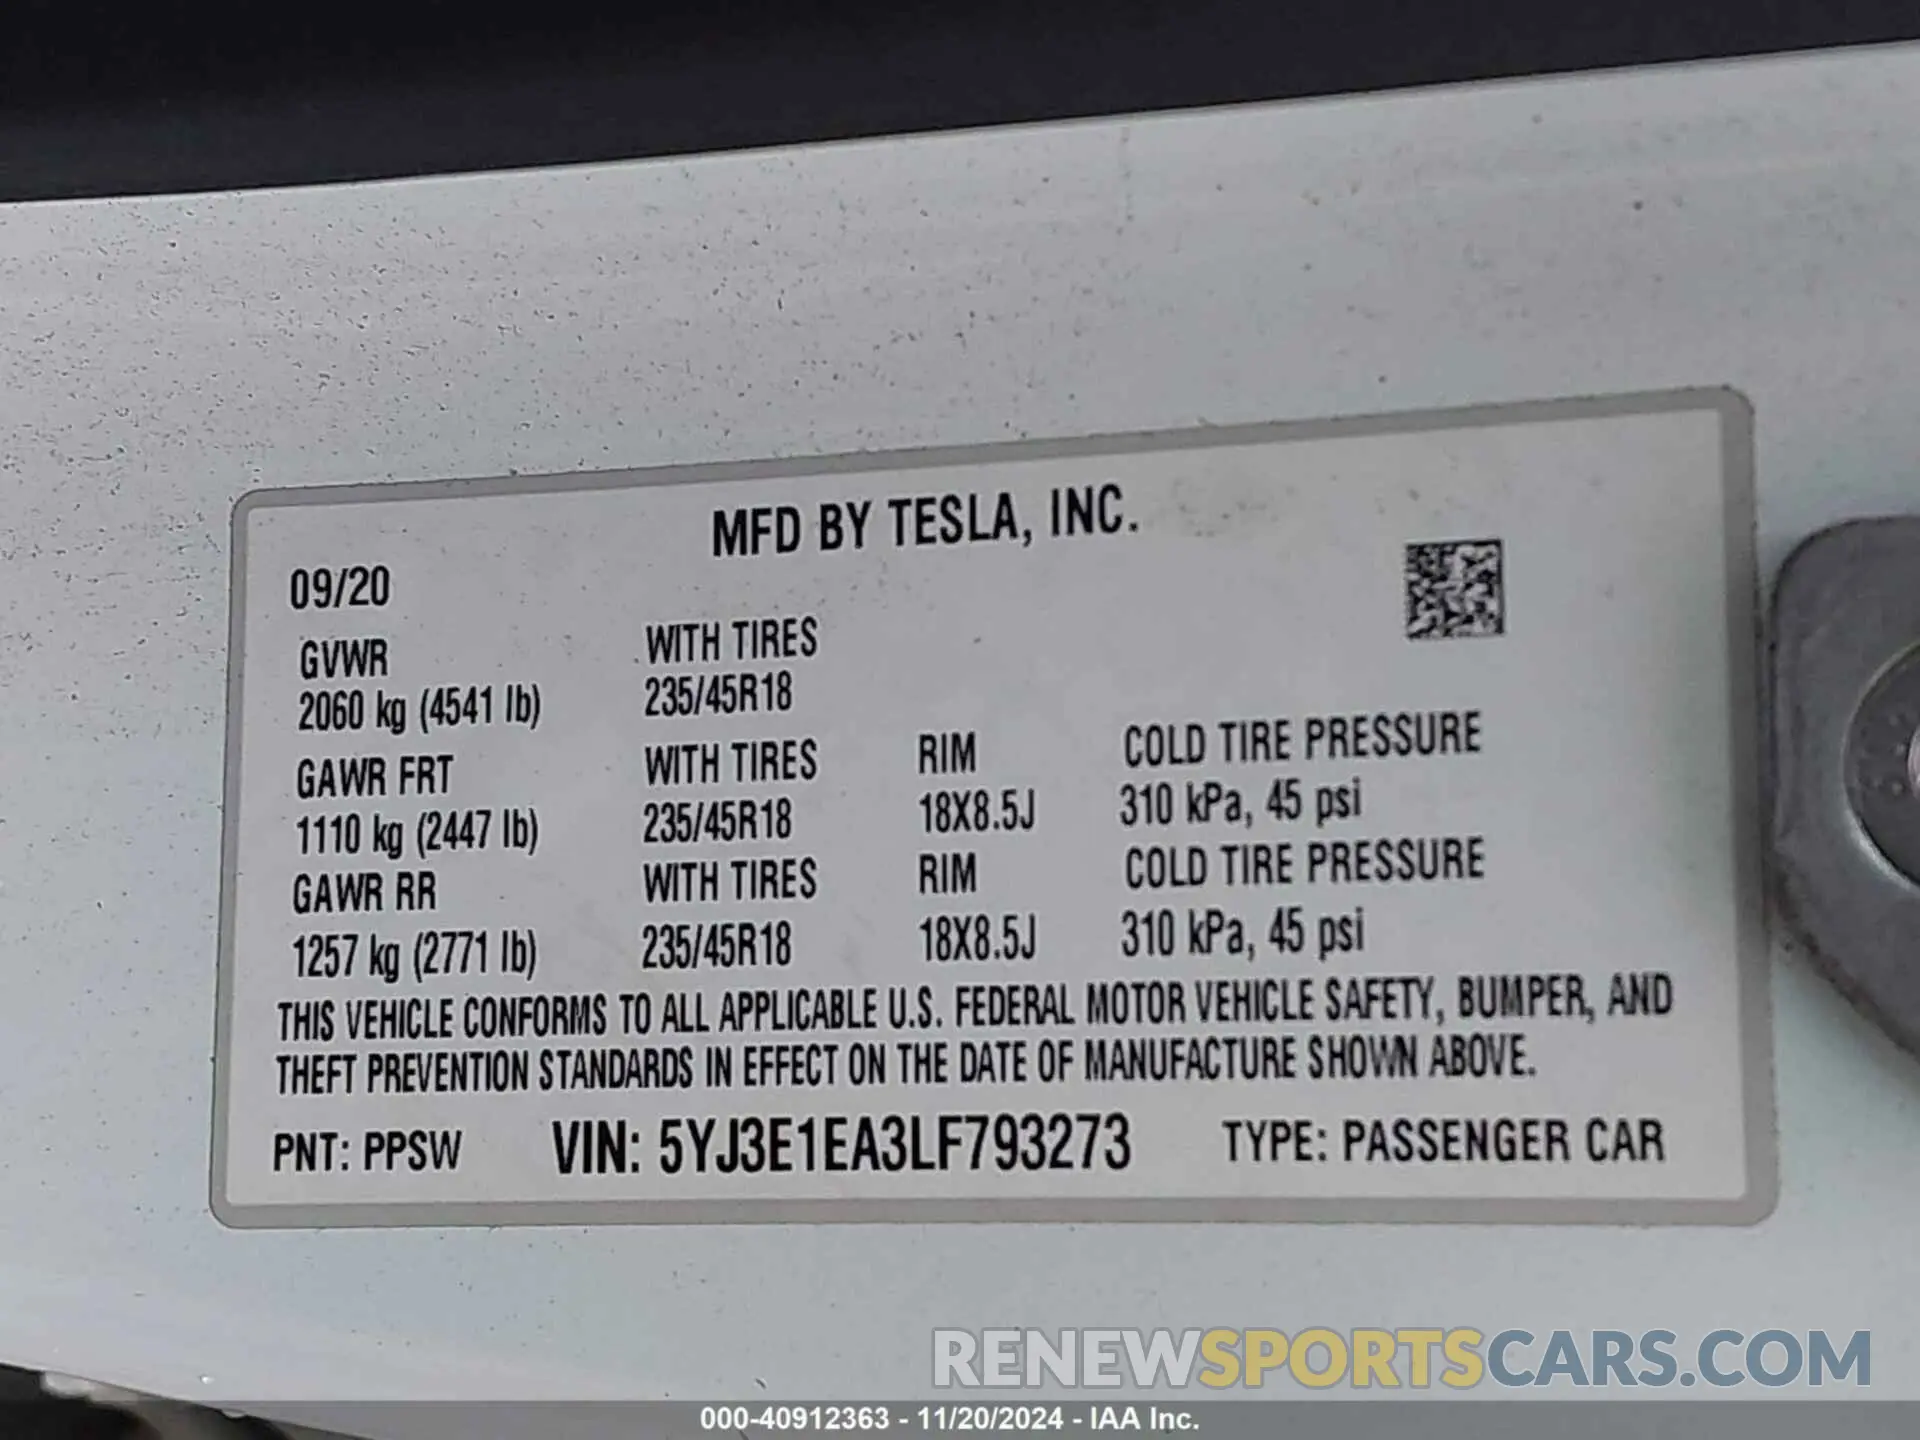 MFD BY TESLA, INC.
09/20
GVWR WITH TIRES
2060 kg (4541 lb) 235/45R18
GAWR FRT WITH TIRES RIM COLD TIRE PRESSURE
1110 kg (2447 lb) 235/45R18 18X8.5J 310 kPa, 45 psi
GAWR RR WITH TIRES RIM COLD TIRE PRESSURE
1257 kg (2771 lb) 235/45R18 18X8.5J 310 kPa, 45 psi
THIS VEHICLE CONFORMS TO ALL APPLICABLE U.S. FEDERAL MOTOR VEHICLE SAFETY, BUMPER, AND
THEFT PREVENTION STANDARDS IN EFFECT ON THE DATE OF MANUFACTURE SHOWN ABOVE.
PNT: PPSW VIN: 5YJ3E1EA3LF793273 TYPE: PASSENGER CAR
RENEWSPORTSCARS.COM
000-40912363 - 11/20/2024 - IAA Inc.